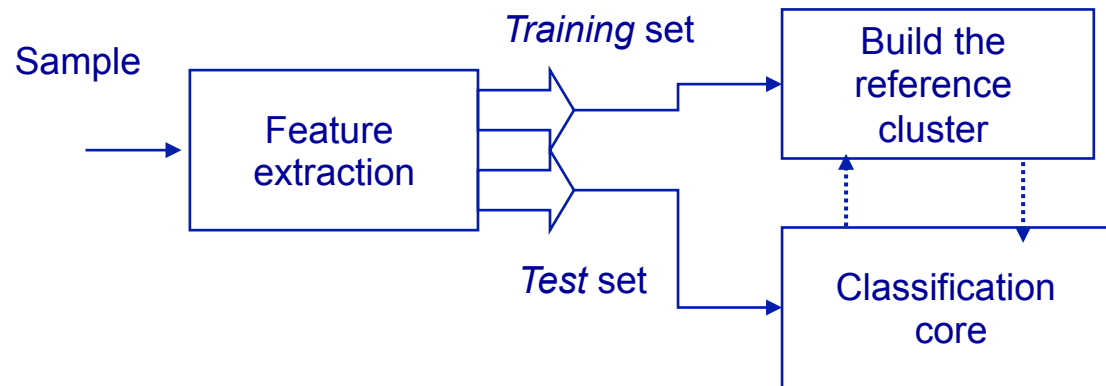 Sample
Feature
extraction
Training set
Test set
Build the
reference
cluster
Classification
core